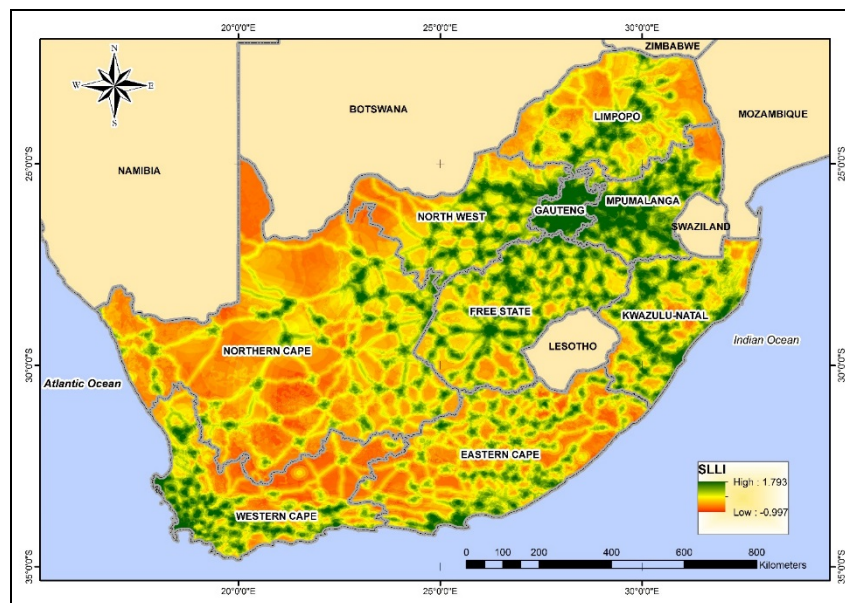 20°0'0"E 25°0'0"E 30°0'0"E
N
W E
S
ZIMBABWE
BOTSWANA
LIMPOPO
MOZAMBIQUE
NAMIBIA
25°0'0"S 25°0'0"S
NORTH WEST
GAUTENG
MPUMALANGA
SWAZILAND
FREE STATE
KWAZULU-NATAL
Indian Ocean
NORTHERN CAPE
LESOTHO
30°0'0"S 30°0'0"S
Atlantic Ocean
EASTERN CAPE
SLLI
High : 1.793
Low : -0.997
WESTERN CAPE
0 100 200 400 600 800
Kilometers
35°0'0"S 35°0'0"S
20°0'0"E 25°0'0"E 30°0'0"E